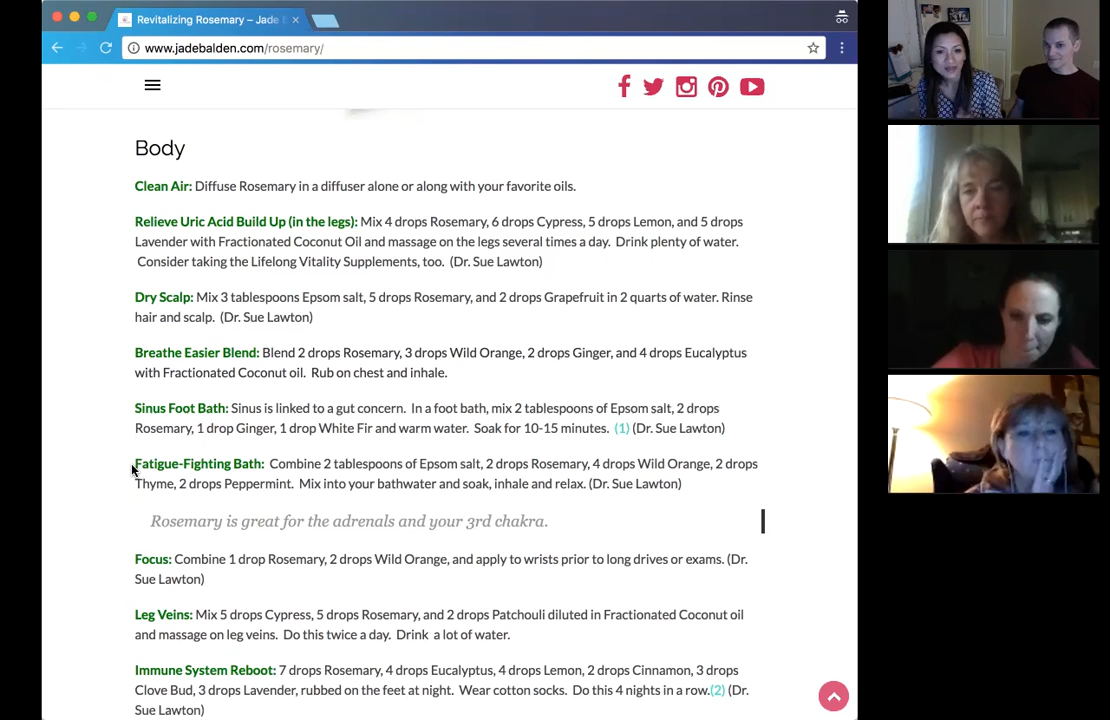 Revitalizing Rosemary – Jade B
www.jadebalden.com/rosemary/
Body
Clean Air: Diffuse Rosemary in a diffuser alone or along with your favorite oils.
Relieve Uric Acid Build Up (in the legs): Mix 4 drops Rosemary, 6 drops Cypress, 5 drops Lemon, and 5 drops
Lavender with Fractionated Coconut Oil and massage on the legs several times a day. Drink plenty of water.
Consider taking the Lifelong Vitality Supplements, too. (Dr. Sue Lawton)
Dry Scalp: Mix 3 tablespoons Epsom salt, 5 drops Rosemary, and 2 drops Grapefruit in 2 quarts of water. Rinse
hair and scalp. (Dr. Sue Lawton)
Breathe Easier Blend: Blend 2 drops Rosemary, 3 drops Wild Orange, 2 drops Ginger, and 4 drops Eucalyptus
with Fractionated Coconut oil. Rub on chest and inhale.
Sinus Foot Bath: Sinus is linked to a gut concern. In a foot bath, mix 2 tablespoons of Epsom salt, 2 drops
Rosemary, 1 drop Ginger, 1 drop White Fir and warm water. Soak for 10-15 minutes. (1) (Dr. Sue Lawton)
Fatigue-Fighting Bath: Combine 2 tablespoons of Epsom salt, 2 drops Rosemary, 4 drops Wild Orange, 2 drops
Thyme, 2 drops Peppermint. Mix into your bathwater and soak, inhale and relax. (Dr. Sue Lawton)
Rosemary is great for the adrenals and your 3rd chakra.
Focus: Combine 1 drop Rosemary, 2 drops Wild Orange, and apply to wrists prior to long drives or exams. (Dr.
Sue Lawton)
Leg Veins: Mix 5 drops Cypress, 5 drops Rosemary, and 2 drops Patchouli diluted in Fractionated Coconut oil
and massage on leg veins. Do this twice a day. Drink a lot of water.
Immune System Reboot: 7 drops Rosemary, 4 drops Eucalyptus, 4 drops Lemon, 2 drops Cinnamon, 3 drops
Clove Bud, 3 drops Lavender, rubbed on the feet at night. Wear cotton socks. Do this 4 nights in a row.(2) (Dr.
Sue Lawton)